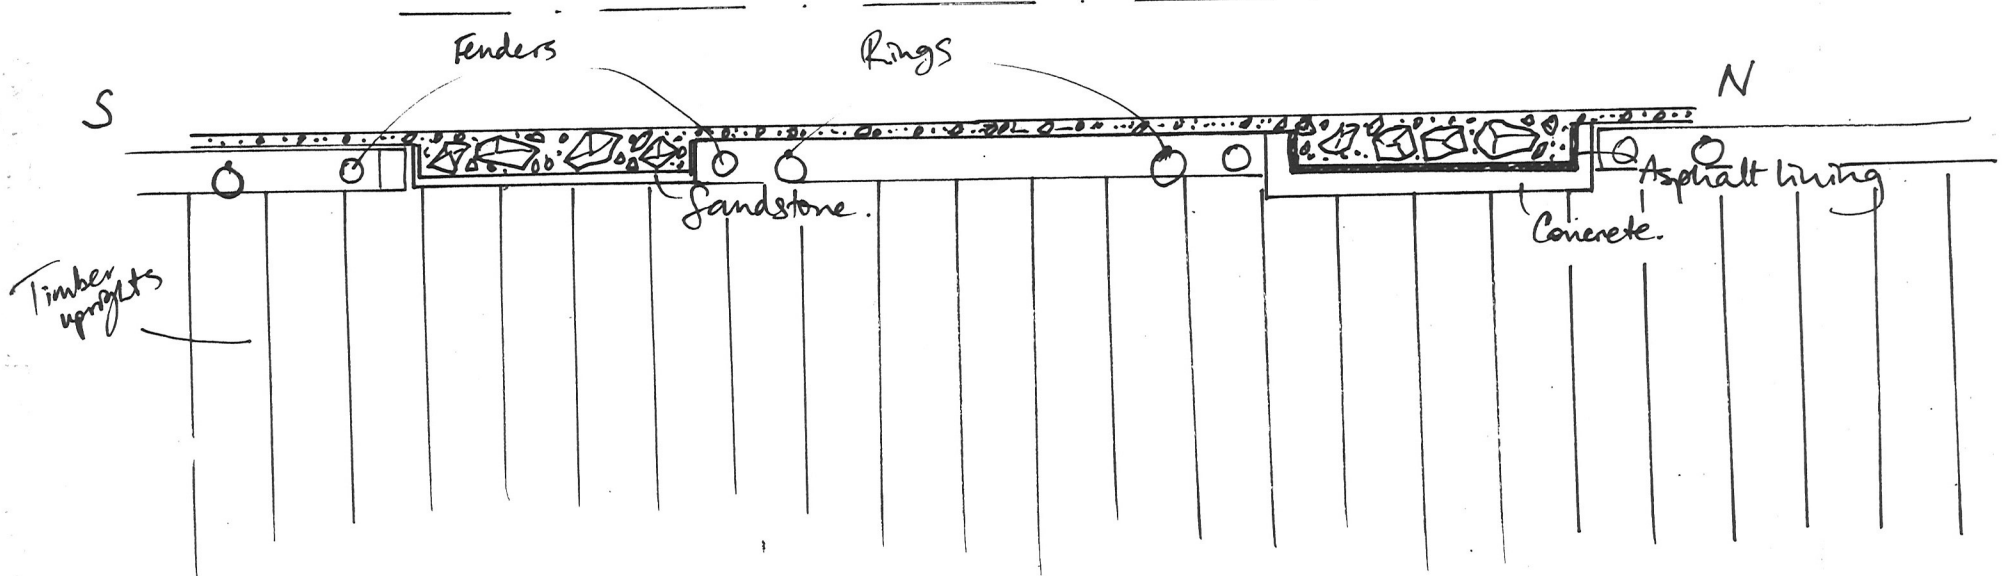 Fenders
Rings
S
N
Sandstone.
Asphalt lining
Concrete.
Timber
uprights